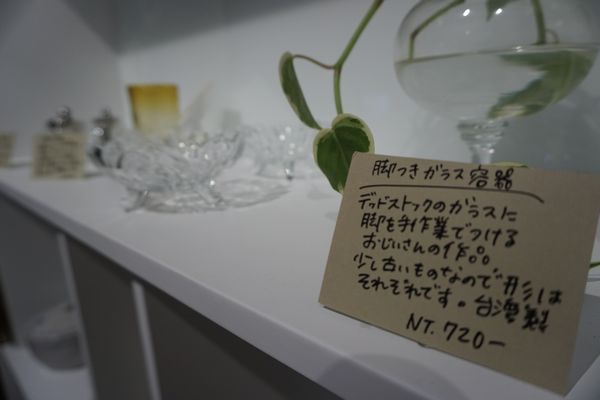 脚つきガラス容器
デッドストックのガラスに
脚を手作業でつける
おじいさんの作品。
少し古いものなので形は
それぞれです。台湾製
NT. 720−